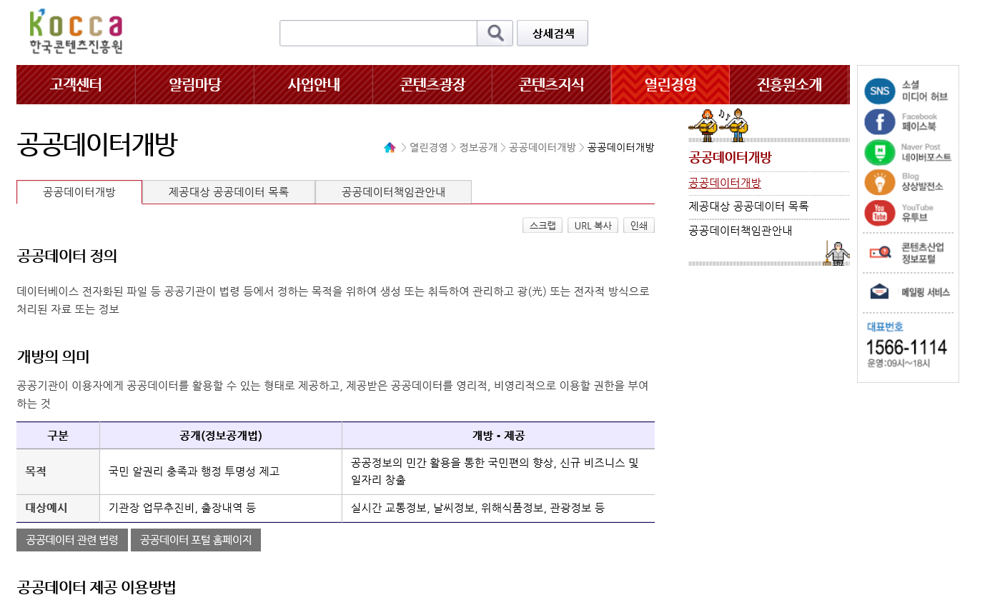 kocca
한국콘텐츠진흥원
상세검색
고객센터 알림마당 사업안내 콘텐츠광장 콘텐츠지식 열린경영 진흥원소개
공공데이터개방
> 열린경영 > 정보공개 > 공공데이터개방 > 공공데이터개방
공공데이터개방 제공대상 공공데이터 목록 공공데이터책임관안내
스크랩 URL 복사 인쇄
공공데이터 정의
데이터베이스 전자화된 파일 등 공공기관이 법령 등에서 정하는 목적을 위하여 생성 또는 취득하여 관리하고 광(光) 또는 전자적 방식으로
처리된 자료 또는 정보
개방의 의미
공공기관이 이용자에게 공공데이터를 활용할 수 있는 형태로 제공하고, 제공받은 공공데이터를 영리적, 비영리적으로 이용할 권한을 부여
하는 것
구분 공개(정보공개법) 개방 • 제공
목적 국민 알권리 충족과 행정 투명성 제고 공공정보의 민간 활용을 통한 국민편의 향상, 신규 비즈니스 및
일자리 창출
대상예시 기관장 업무추진비, 출장내역 등 실시간 교통정보, 날씨정보, 위해식품정보, 관광정보 등
공공데이터 관련 법령 공공데이터 포털 홈페이지
공공데이터 제공 이용방법
공공데이터개방
공공데이터개방
제공대상 공공데이터 목록
공공데이터책임관안내
SNS 소셜
미디어 허브
Facebook
페이스북
Naver Post
네이버포스트
Blog
상상발전소
You Tube YouTube
유투브
콘텐츠산업
정보포털
메일링 서비스
대표번호
1566-1114
운영:09시~18시